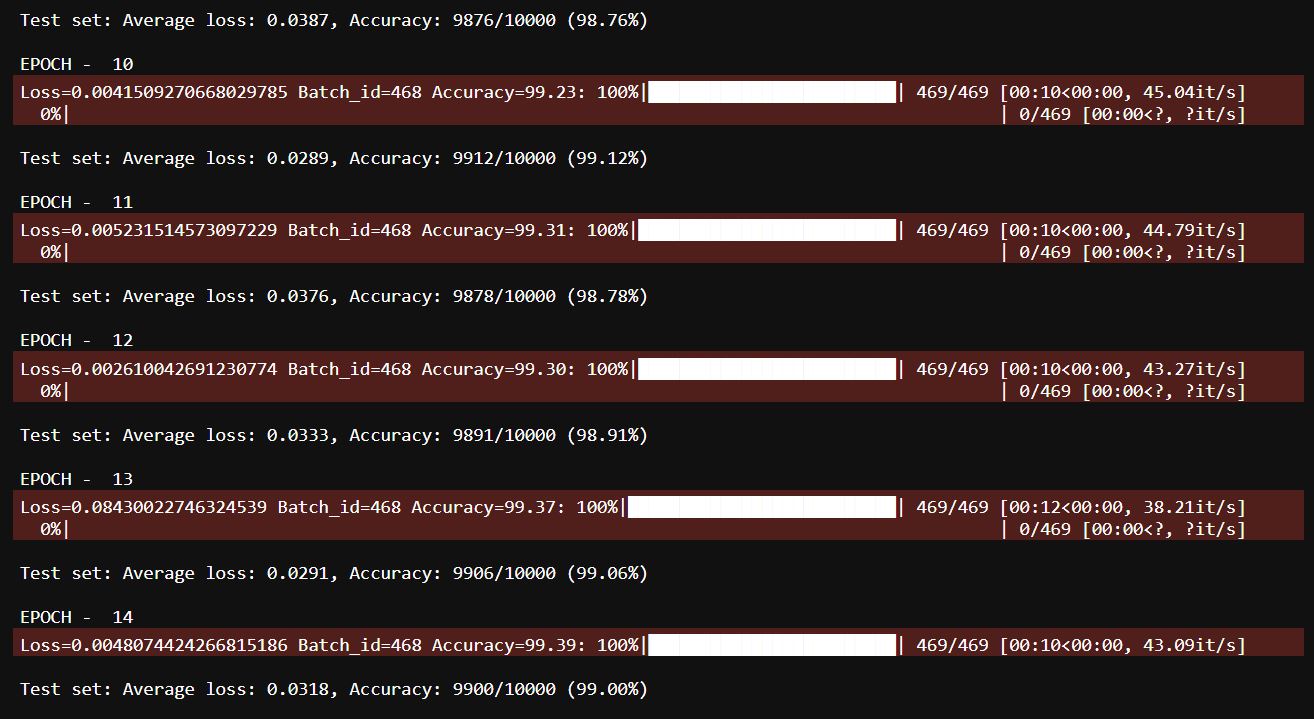 Test set: Average loss: 0.0387, Accuracy: 9876/10000 (98.76%)
EPOCH -  10
Loss=0.0041509270668029785 Batch_id=468 Accuracy=99.23: 100%|██████████| 469/469 [00:10<00:00, 45.04it/s]
0%| | 0/469 [00:00<?, ?it/s]
Test set: Average loss: 0.0289, Accuracy: 9912/10000 (99.12%)
EPOCH -  11
Loss=0.005231514573097229 Batch_id=468 Accuracy=99.31: 100%|██████████| 469/469 [00:10<00:00, 44.79it/s]
0%| | 0/469 [00:00<?, ?it/s]
Test set: Average loss: 0.0376, Accuracy: 9878/10000 (98.78%)
EPOCH -  12
Loss=0.002610042691230774 Batch_id=468 Accuracy=99.30: 100%|██████████| 469/469 [00:10<00:00, 43.27it/s]
0%| | 0/469 [00:00<?, ?it/s]
Test set: Average loss: 0.0333, Accuracy: 9891/10000 (98.91%)
EPOCH -  13
Loss=0.08430022746324539 Batch_id=468 Accuracy=99.37: 100%|██████████| 469/469 [00:12<00:00, 38.21it/s]
0%| | 0/469 [00:00<?, ?it/s]
Test set: Average loss: 0.0291, Accuracy: 9906/10000 (99.06%)
EPOCH -  14
Loss=0.0048074424266815186 Batch_id=468 Accuracy=99.39: 100%|██████████| 469/469 [00:10<00:00, 43.09it/s]
Test set: Average loss: 0.0318, Accuracy: 9900/10000 (99.00%)